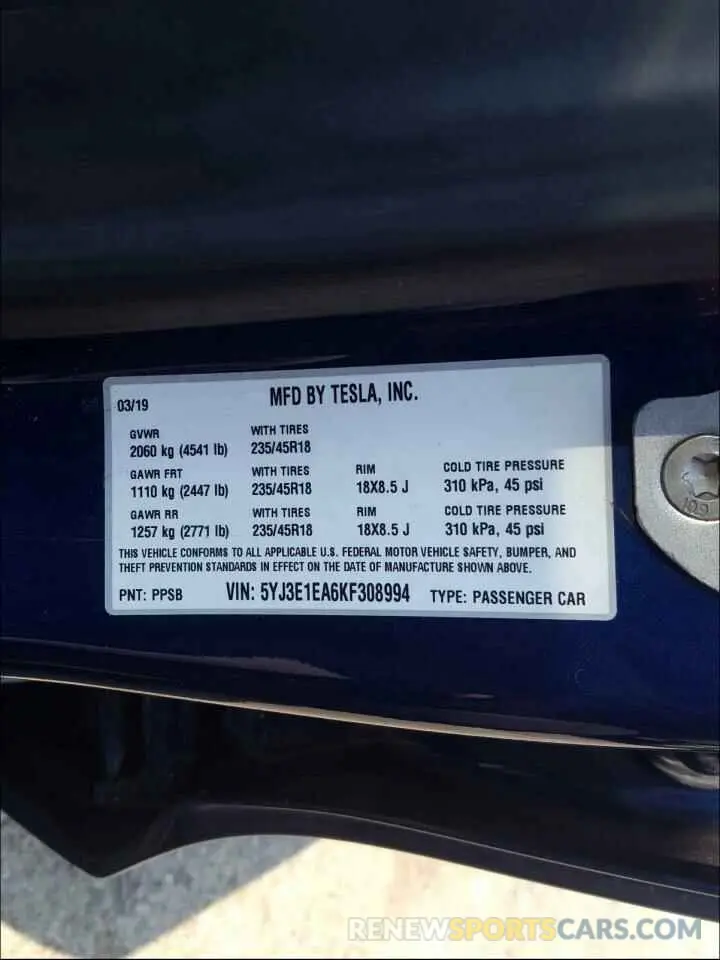 03/19 MFD BY TESLA, INC.
GVWR WITH TIRES
2060 kg (4541 lb) 235/45R18
GAWR FRT WITH TIRES RIM COLD TIRE PRESSURE
1110 kg (2447 lb) 235/45R18 18X8.5 J 310 kPa, 45 psi
GAWR RR WITH TIRES RIM COLD TIRE PRESSURE
1257 kg (2771 lb) 235/45R18 18X8.5 J 310 kPa, 45 psi
THIS VEHICLE CONFORMS TO ALL APPLICABLE U.S. FEDERAL MOTOR VEHICLE SAFETY, BUMPER, AND
THEFT PREVENTION STANDARDS IN EFFECT ON THE DATE OF MANUFACTURE SHOWN ABOVE.
PNT: PPSB VIN: 5YJ3E1EA6KF308994 TYPE: PASSENGER CAR
RENEWSPORTSCARS.COM